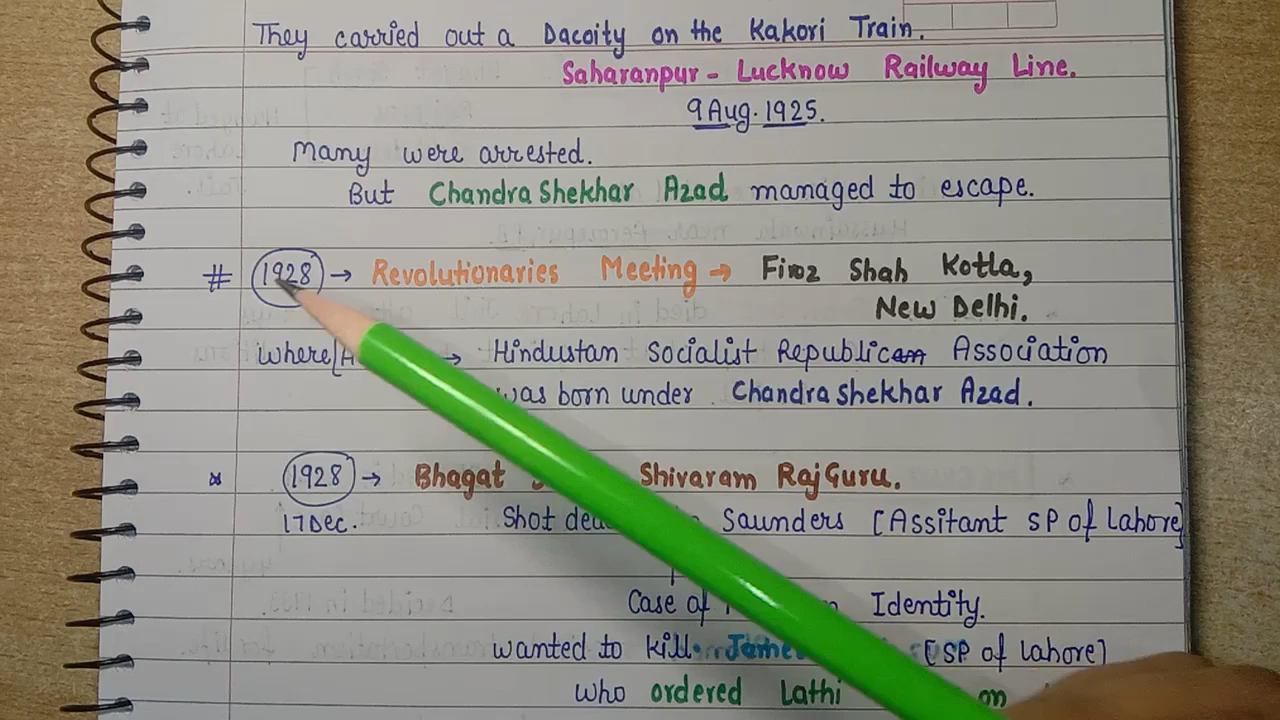 They carried out a Dacoity on the Kakori Train.
Saharanpur - Lucknow Railway Line.
9 Aug. 1925.
Many were arrested.
But Chandra Shekhar Azad managed to escape.
# 1928 → Revolutionaries Meeting → Firoz Shah Kotla,
New Delhi.
where → Hindustan Socialist Republican Association
was born under Chandra Shekhar Azad.
1928 → Bhagat Shivaram RajGuru.
17 Dec. Shot Saunders [Assitant SP of Lahore]
Case of Identity.
wanted to kill [SP of Lahore]
who ordered Lathi on